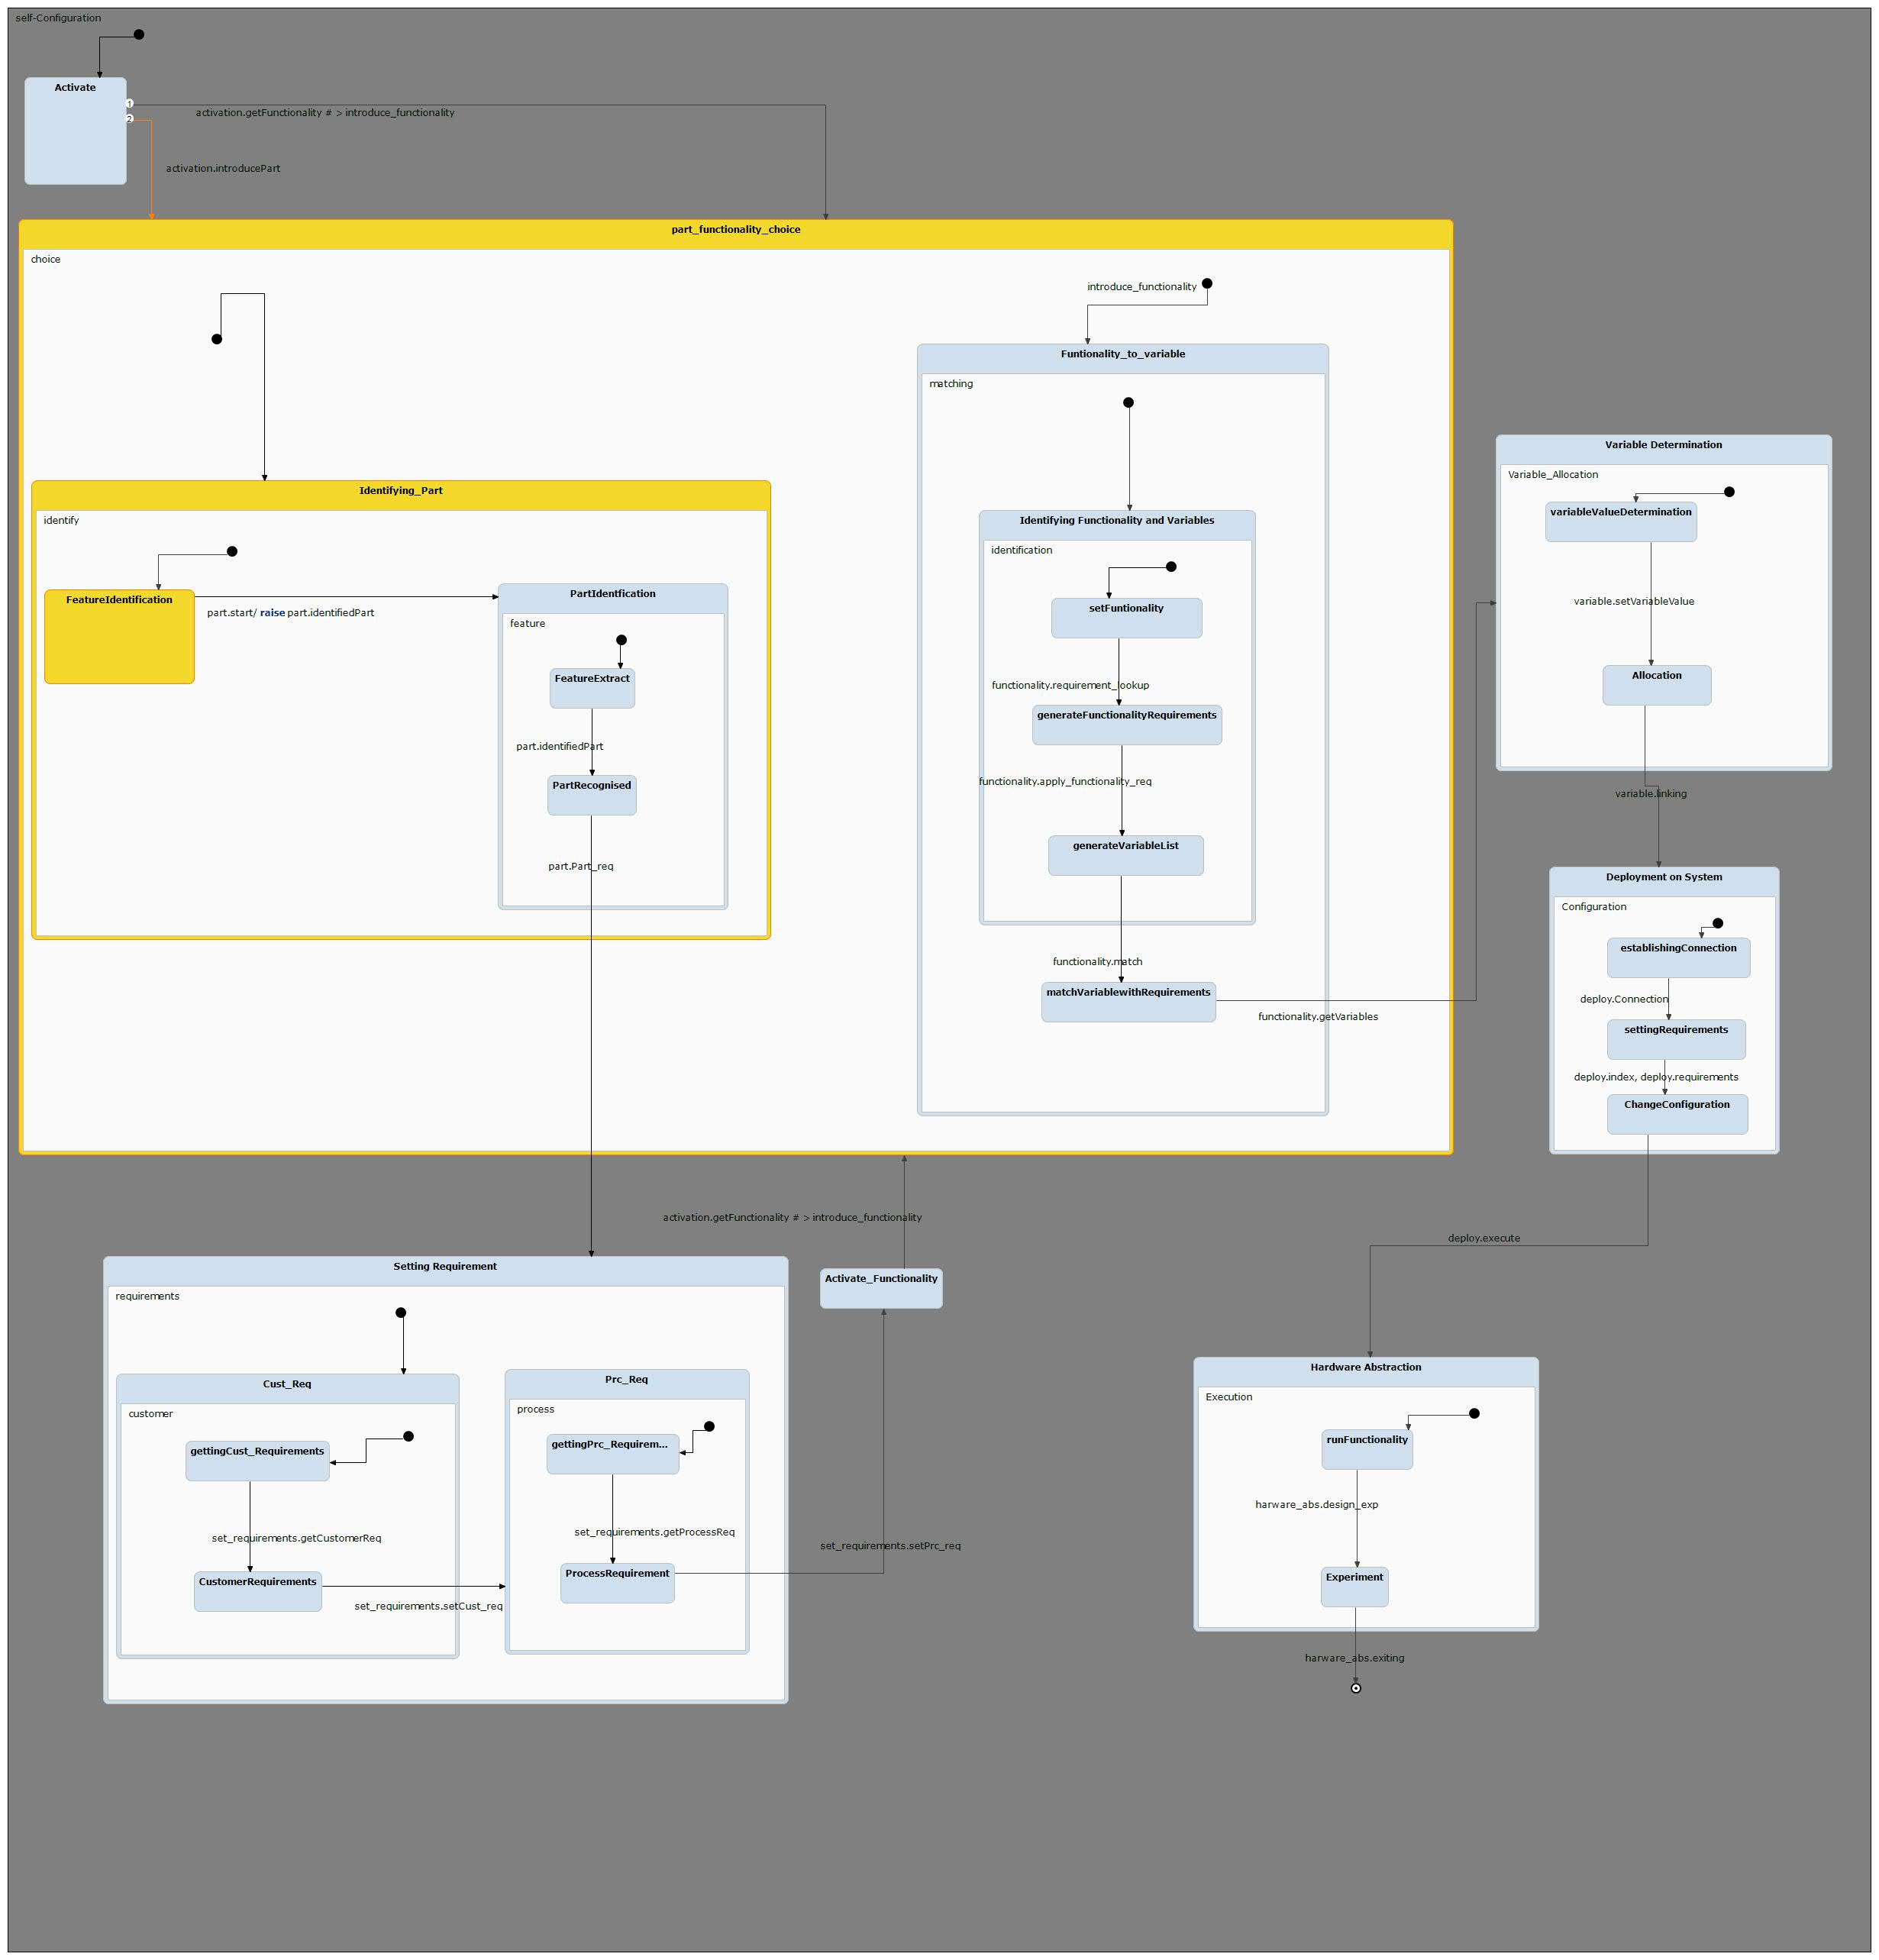 self-Configuration
Activate
1
activation.getFunctionality # > introduce_functionality
2
activation.introducePart
part_functionality_choice
choice
introduce_functionality
Funtionality_to_variable
matching
Identifying_Part
identify
FeatureIdentification
part.start/ raise part.identifiedPart
PartIdentfication
feature
FeatureExtract
part.identifiedPart
PartRecognised
part.Part_req
Identifying Functionality and Variables
identification
setFuntionality
functionality.requirement_lookup
generateFunctionalityRequirements
functionality.apply_functionality_req
generateVariableList
functionality.match
matchVariablewithRequirements
functionality.getVariables
Variable Determination
Variable_Allocation
variableValueDetermination
variable.setVariableValue
Allocation
variable.linking
Deployment on System
Configuration
establishingConnection
deploy.Connection
settingRequirements
deploy.index, deploy.requirements
ChangeConfiguration
deploy.execute
activation.getFunctionality # > introduce_functionality
Activate_Functionality
Setting Requirement
requirements
Cust_Req
customer
gettingCust_Requirements
set_requirements.getCustomerReq
CustomerRequirements
set_requirements.setCust_req
Prc_Req
process
gettingPrc_Requirem...
set_requirements.getProcessReq
ProcessRequirement
set_requirements.setPrc_req
Hardware Abstraction
Execution
runFunctionality
harware_abs.design_exp
Experiment
harware_abs.exiting